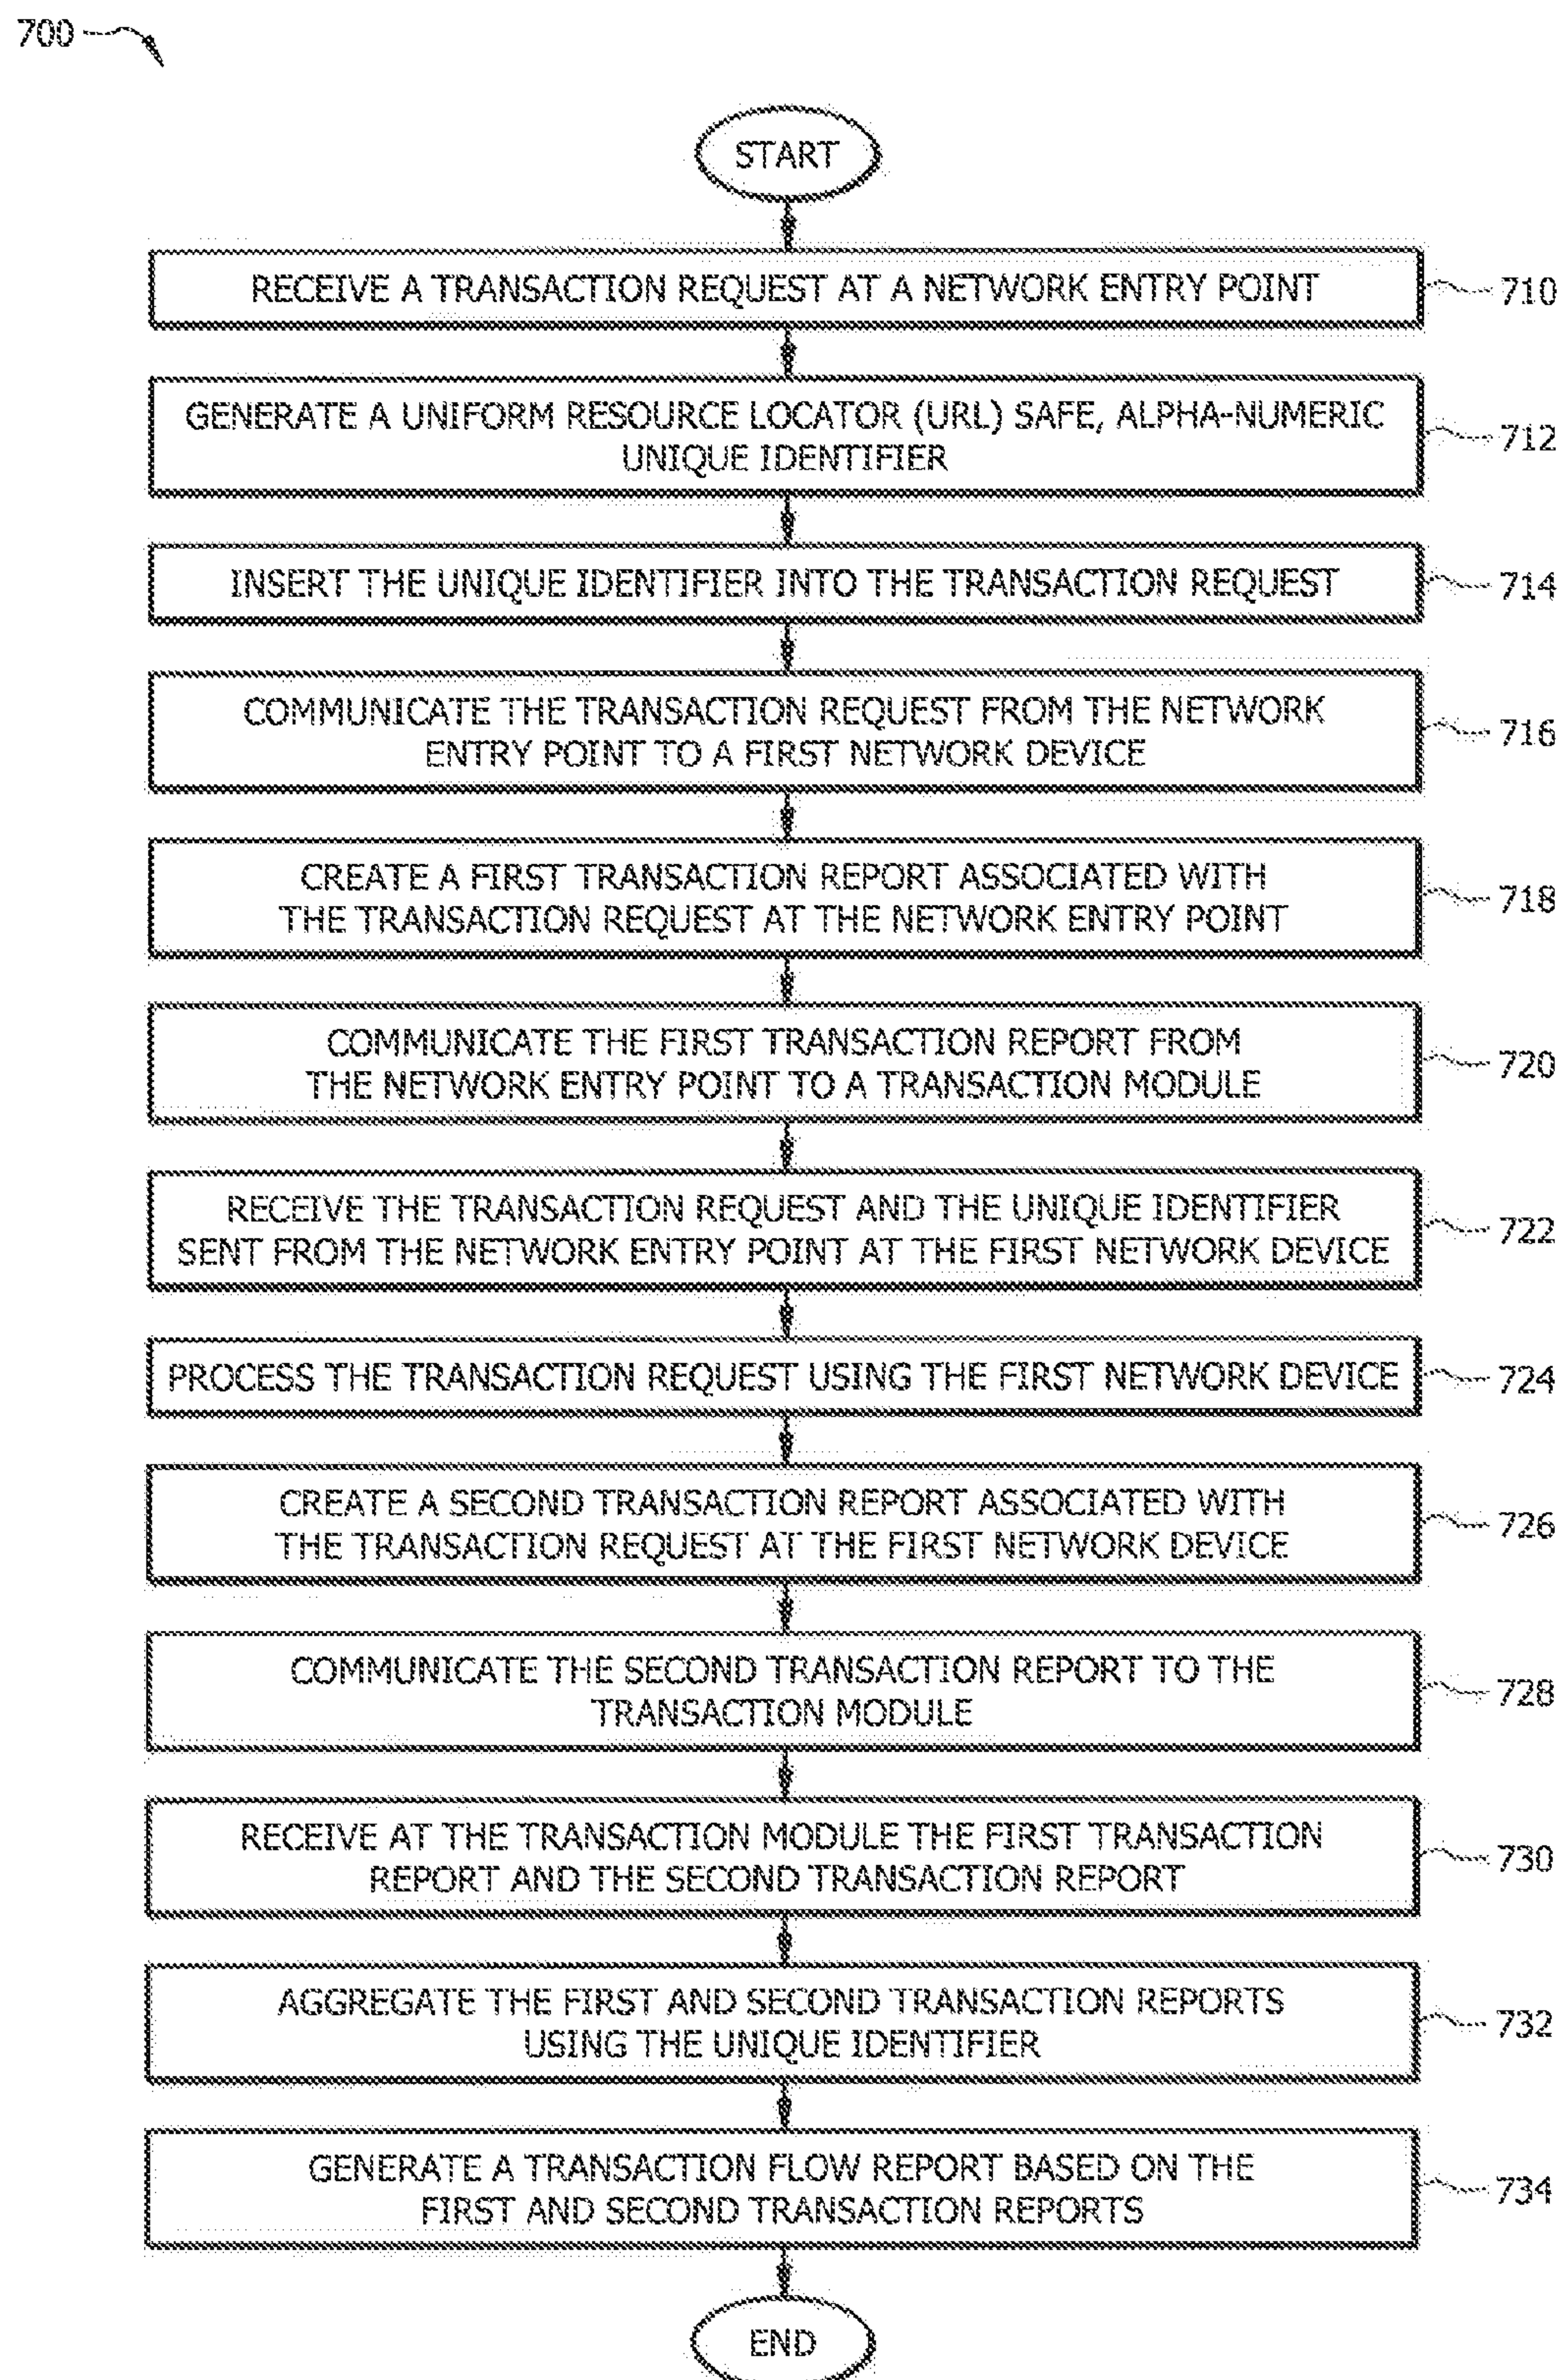 700
START
RECEIVE A TRANSACTION REQUEST AT A NETWORK ENTRY POINT
710
GENERATE A UNIFORM RESOURCE LOCATOR (URL) SAFE, ALPHA-NUMERIC
UNIQUE IDENTIFIER
712
INSERT THE UNIQUE IDENTIFIER INTO THE TRANSACTION REQUEST
714
COMMUNICATE THE TRANSACTION REQUEST FROM THE NETWORK
ENTRY POINT TO A FIRST NETWORK DEVICE
716
CREATE A FIRST TRANSACTION REPORT ASSOCIATED WITH
THE TRANSACTION REQUEST AT THE NETWORK ENTRY POINT
718
COMMUNICATE THE FIRST TRANSACTION REPORT FROM
THE NETWORK ENTRY POINT TO A TRANSACTION MODULE
720
RECEIVE THE TRANSACTION REQUEST AND THE UNIQUE IDENTIFIER
SENT FROM THE NETWORK ENTRY POINT AT THE FIRST NETWORK DEVICE
722
PROCESS THE TRANSACTION REQUEST USING THE FIRST NETWORK DEVICE
724
CREATE A SECOND TRANSACTION REPORT ASSOCIATED WITH
THE TRANSACTION REQUEST AT THE FIRST NETWORK DEVICE
726
COMMUNICATE THE SECOND TRANSACTION REPORT TO THE
TRANSACTION MODULE
728
RECEIVE AT THE TRANSACTION MODULE THE FIRST TRANSACTION
REPORT AND THE SECOND TRANSACTION REPORT
730
AGGREGATE THE FIRST AND SECOND TRANSACTION REPORTS
USING THE UNIQUE IDENTIFIER
732
GENERATE A TRANSACTION FLOW REPORT BASED ON THE
FIRST AND SECOND TRANSACTION REPORTS
734
END